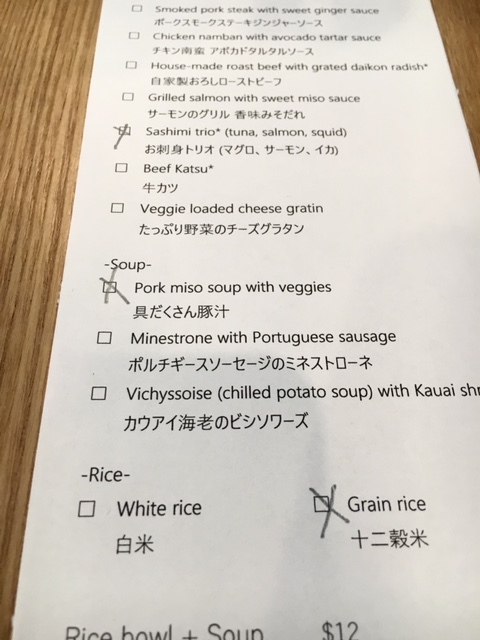 Smoked pork steak with sweet ginger sauce
ポークスモークステーキジンジャーソース
Chicken namban with avocado tartar sauce
チキン南蛮 アボカドタルタルソース
House-made roast beef with grated daikon radish*
自家製おろしローストビーフ
Grilled salmon with sweet miso sauce
サーモンのグリル 香味みそだれ
Sashimi trio* (tuna, salmon, squid)
お刺身トリオ (マグロ、サーモン、イカ)
Beef Katsu*
牛カツ
Veggie loaded cheese gratin
たっぷり野菜のチーズグラタン
-Soup-
Pork miso soup with veggies
具だくさん豚汁
Minestrone with Portuguese sausage
ポルチギースソーセージのミネストローネ
Vichyssoise (chilled potato soup) with Kauai
カウアイ海老のビシソワーズ
-Rice-
White rice Grain rice
白米 十二穀米
Rice bowl + Soup $12